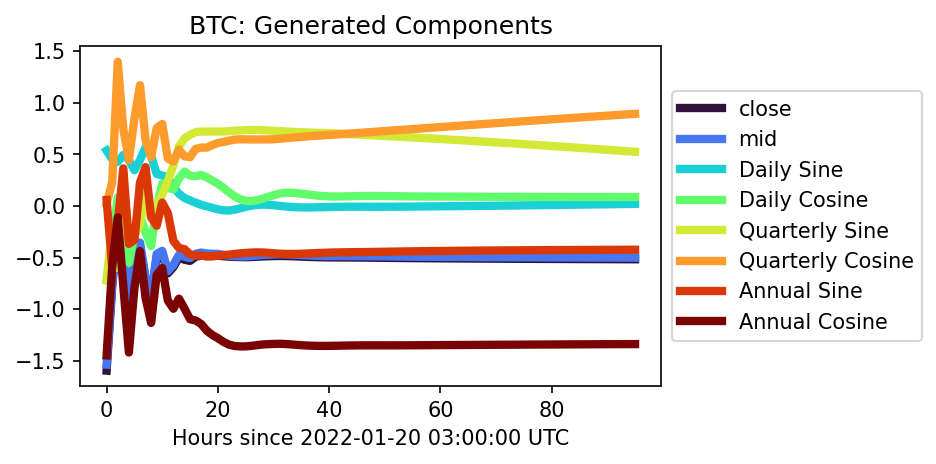 BTC: Generated Components
1.5
1.0
0.5
0.0
−0.5
−1.0
−1.5
0
20
40
60
80
Hours since 2022-01-20 03:00:00 UTC
close
mid
Daily Sine
Daily Cosine
Quarterly Sine
Quarterly Cosine
Annual Sine
Annual Cosine